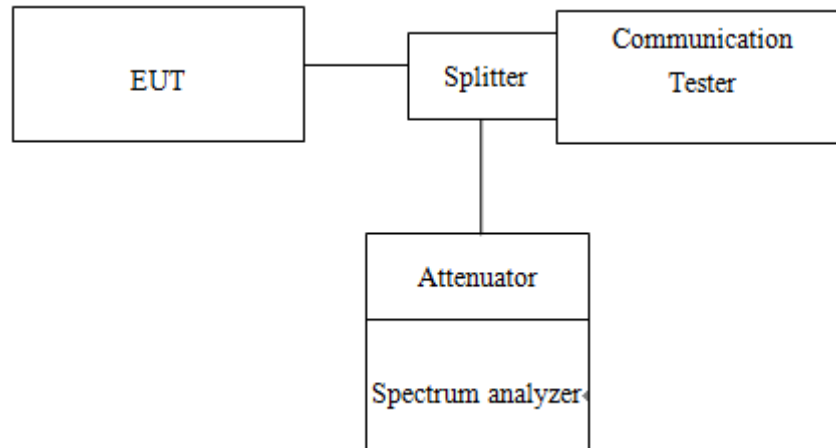 EUT
Splitter
Communication
Tester
Attenuator
Spectrum analyzer